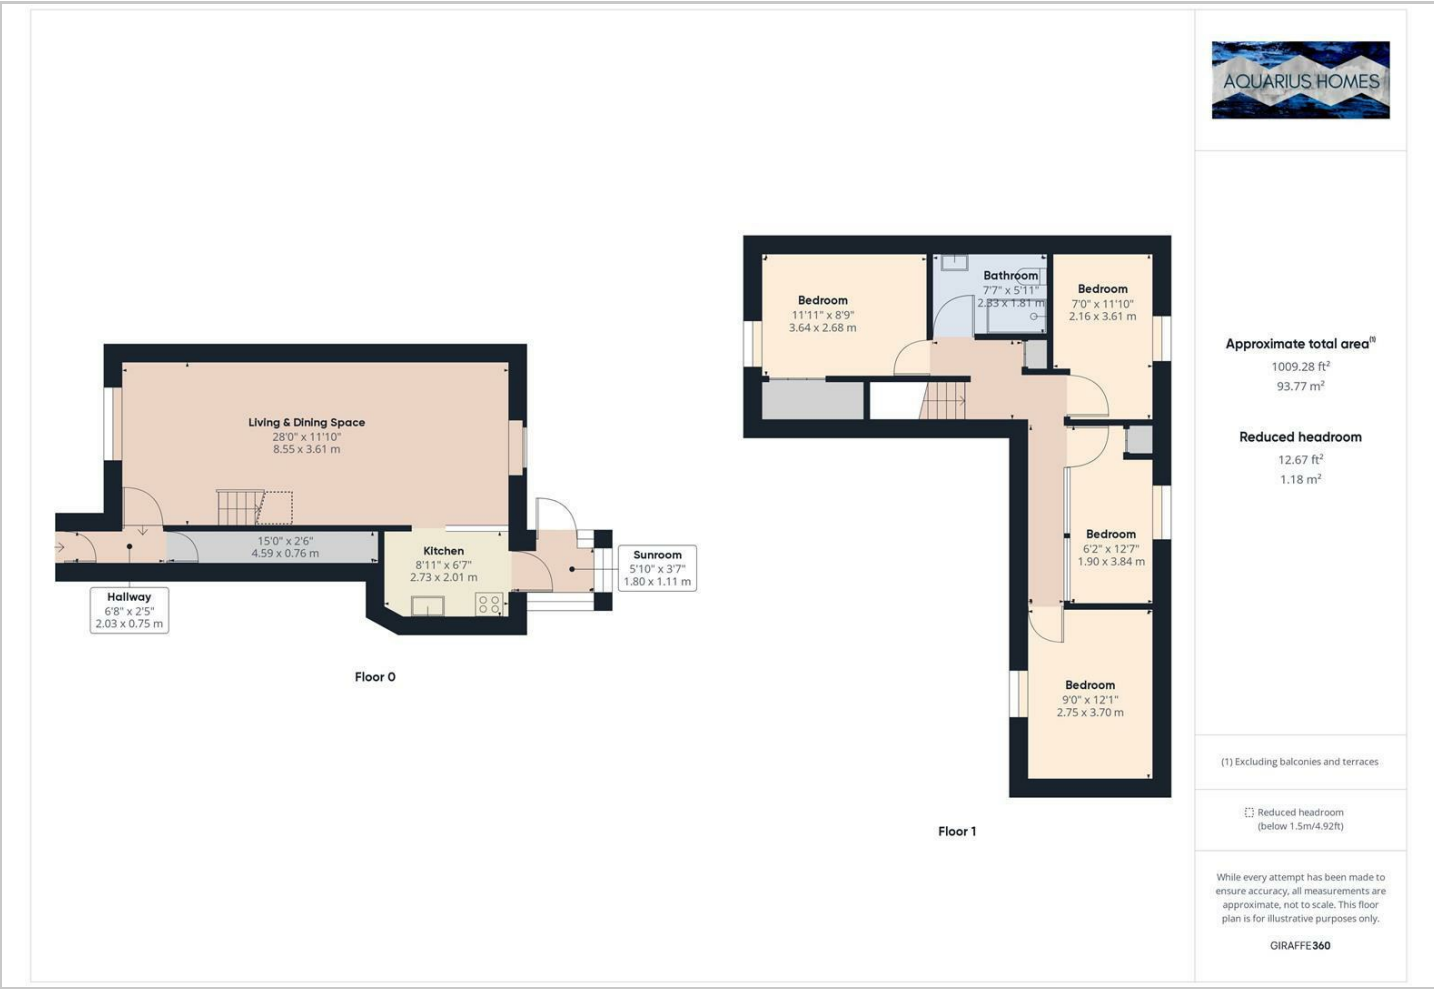 AQUARIUS HOMES
Living & Dining Space
28'0" x 11'10"
8.55 x 3.61 m
15'0" x 2'6"
4.59 x 0.76 m
Kitchen
8'11" x 6'7"
2.73 x 2.01 m
Sunroom
5'10" x 3'7"
1.80 x 1.11 m
Hallway
6'8" x 2'5"
2.03 x 0.75 m
Floor 0
Bedroom
11'11" x 8'9"
3.64 x 2.68 m
Bathroom
7'7" x 5'11"
2.33 x 1.81 m
Bedroom
7'0" x 11'10"
2.16 x 3.61 m
Bedroom
6'2" x 12'7"
1.90 x 3.84 m
Bedroom
9'0" x 12'1"
2.75 x 3.70 m
Floor 1
Approximate total area(1)
1009.28 ft²
93.77 m²
Reduced headroom
12.67 ft²
1.18 m²
(1) Excluding balconies and terraces
Reduced headroom
(below 1.5m/4.92ft)
While every attempt has been made to
ensure accuracy, all measurements are
approximate, not to scale. This floor
plan is for illustrative purposes only.
GIRAFFE360